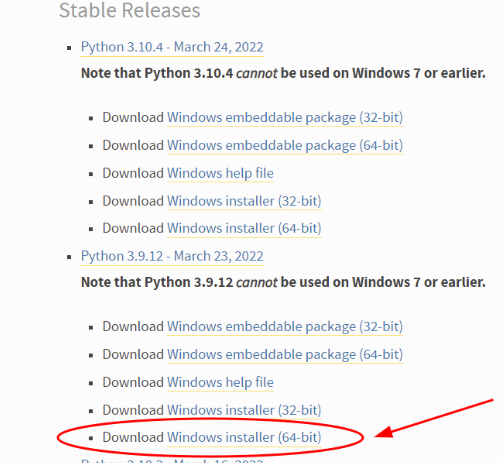 Stable Releases
Python 3.10.4 - March 24, 2022
Note that Python 3.10.4 cannot be used on Windows 7 or earlier.
Download Windows embeddable package (32-bit)
Download Windows embeddable package (64-bit)
Download Windows help file
Download Windows installer (32-bit)
Download Windows installer (64-bit)
Python 3.9.12 - March 23, 2022
Note that Python 3.9.12 cannot be used on Windows 7 or earlier.
Download Windows embeddable package (32-bit)
Download Windows embeddable package (64-bit)
Download Windows help file
Download Windows installer (32-bit)
Download Windows installer (64-bit)